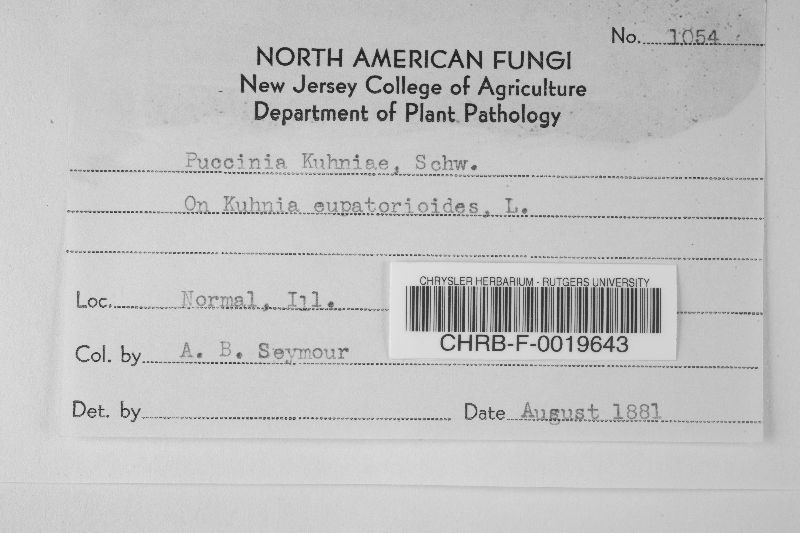 No. 1054
NORTH AMERICAN FUNGI
New Jersey College of Agriculture
Department of Plant Pathology
Puccinia Kuhniae, Schw.
On Kuhnia eupatorioides, L.
Loc. Normal, Ill.
CHRYSLER HERBARIUM - RUTGERS UNIVERSITY
CHRB-F-0019643
Col. by A. B. Seymour
Det. by
Date August 1881